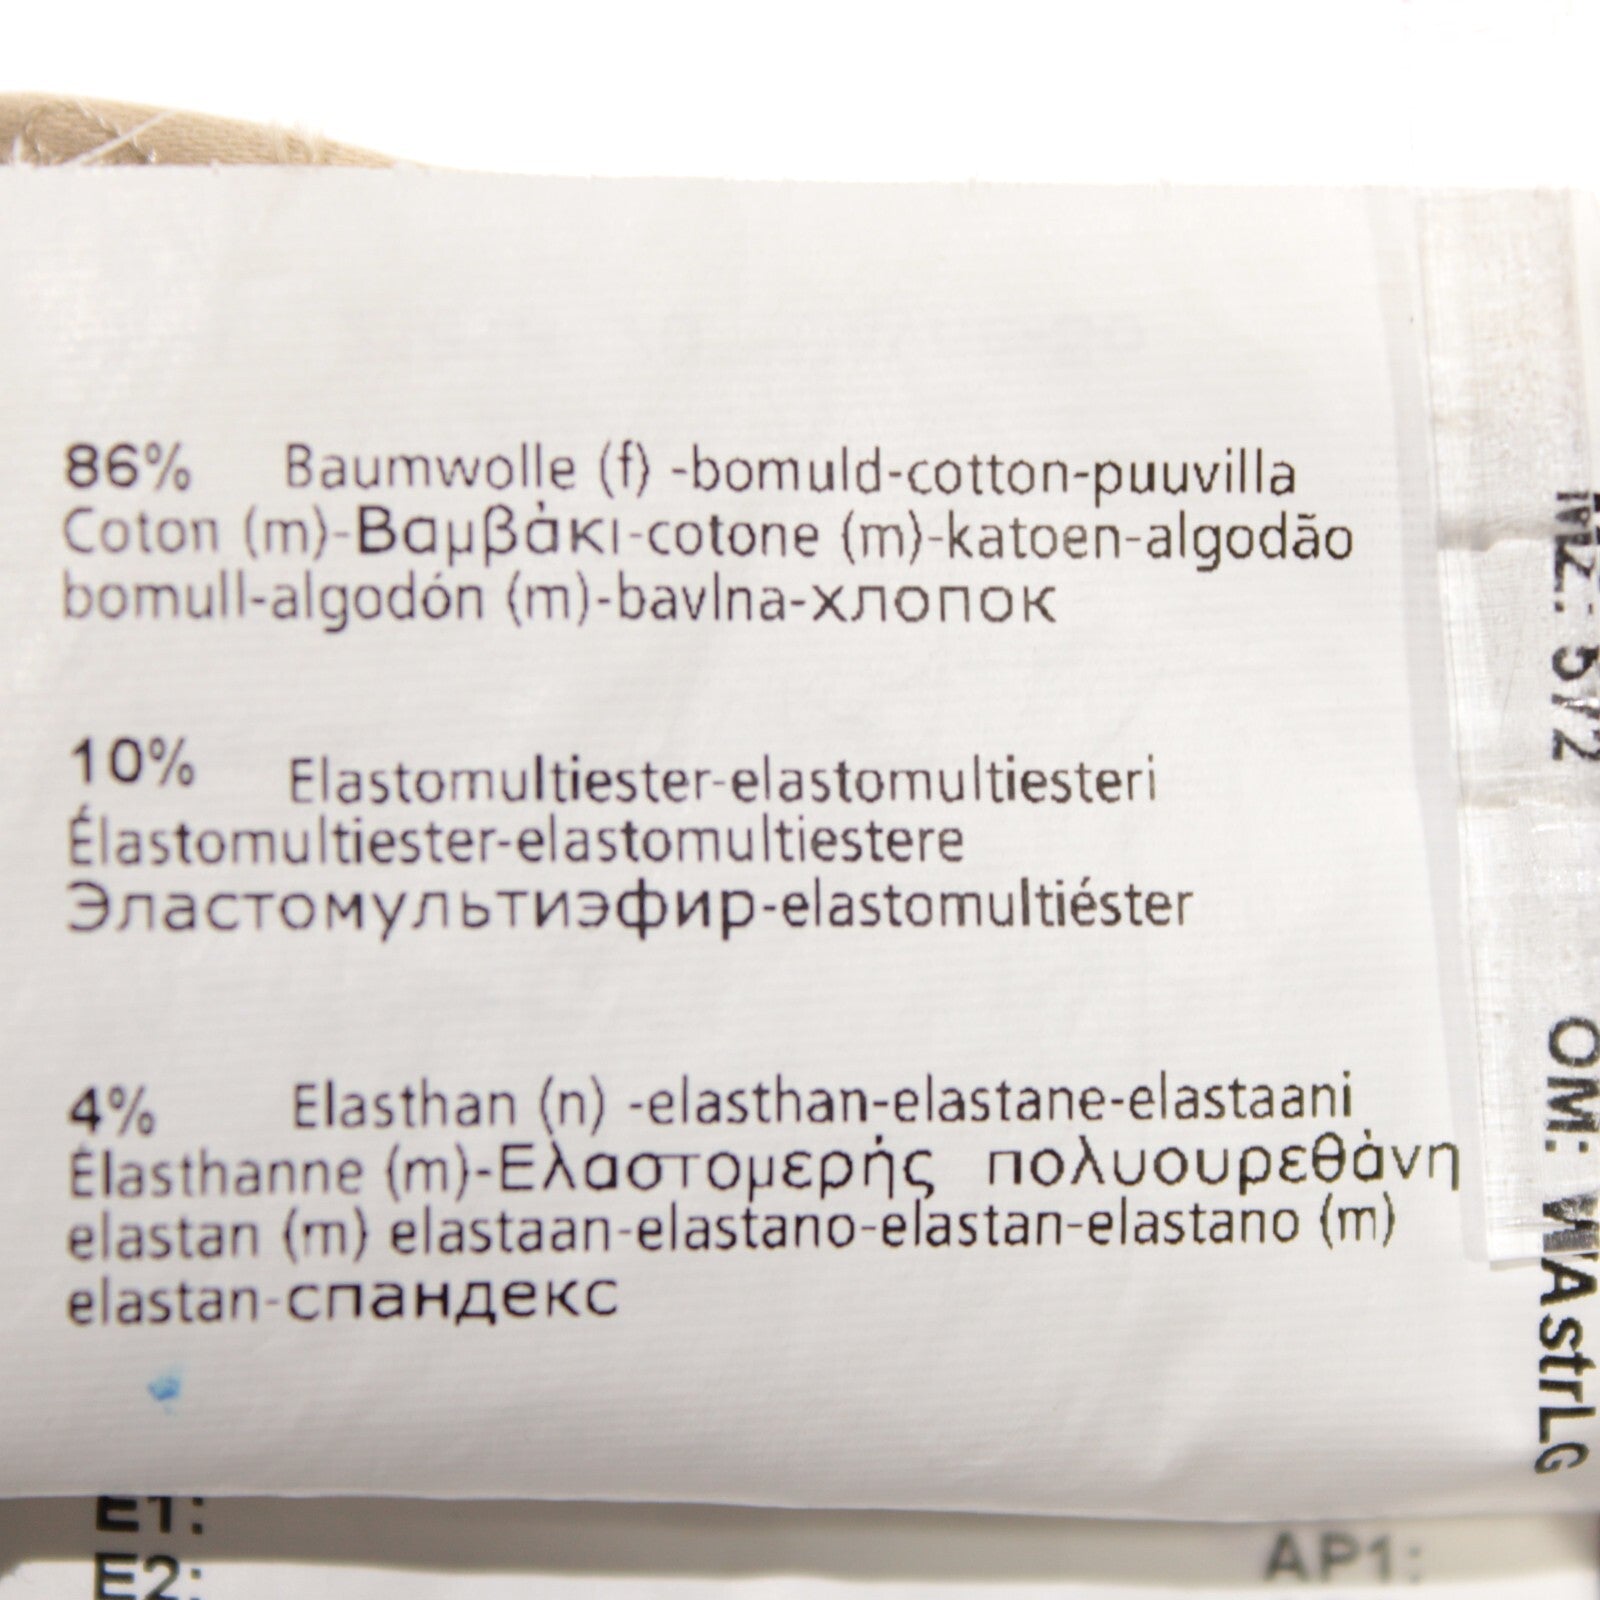 86% Baumwolle (f) -bomuld-cotton-puuvilla
Coton (m)-Βαμβάκι-cotone (m)-katoen-algodão
bomull-algodón (m)-bavlna-хлопок
10% Elastomultiester-elastomultiesteri
Élastomultiester-elastomultiestere
Эластомультиэфир-elastomultiéster
4% Elasthan (n) -elasthan-elastane-elastaani
Élasthanne (m)-Ελαστομερής πολυουρεθάνη
elastan (m) elastaan-elastano-elastan-elastano (m)
elastan-спандекс
E1:
E2:
AP1:
572
OM: